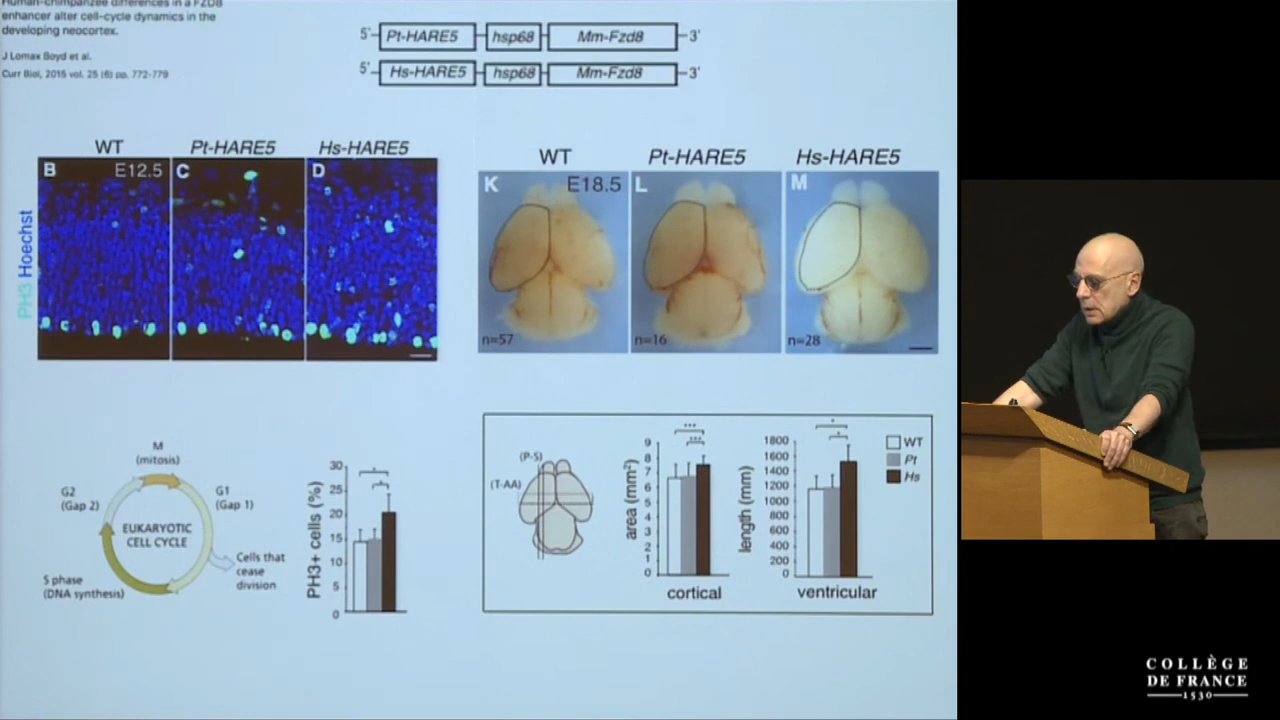 Human-chimpanzee differences in a FZD8
enhancer alter cell-cycle dynamics in the
developing neocortex.
J Lomax Boyd et al.
Curr Biol, 2015 vol. 25 (6) pp. 772-779
5' Pt-HARE5 hsp68 Mm-Fzd8 3'
5' Hs-HARE5 hsp68 Mm-Fzd8 3'
WT Pt-HARE5 Hs-HARE5
B E12.5 C D
PH3 Hoechst
WT Pt-HARE5 Hs-HARE5
K E18.5 L M
n=57 n=16 n=28
M
(mitosis)
G2
(Gap 2)
G1
(Gap 1)
EUKARYOTIC
CELL CYCLE
Cells that
cease
division
S phase
(DNA synthesis)
PH3+ cells (%)
30
25
20
15
10
5
0
*
*
(P-S)
(T-AA)
area (mm²)
9
8
7
6
5
4
3
2
1
0
***
***
cortical
length (mm)
1800
1600
1400
1200
1000
800
600
400
200
0
*
*
ventricular
WT
Pt
Hs
COLLÈGE
DE FRANCE
1530